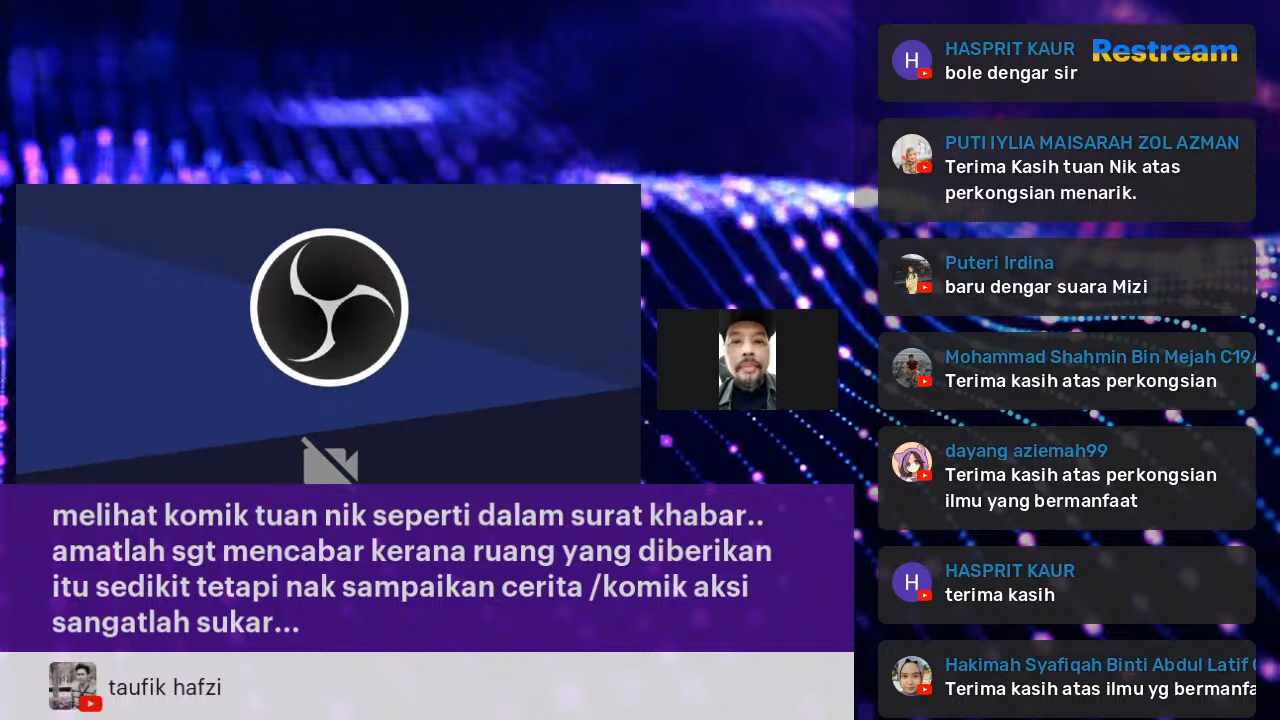 melihat komik tuan nik seperti dalam surat khabar..
amatlah sgt mencabar kerana ruang yang diberikan
itu sedikit tetapi nak sampaikan cerita /komik aksi
sangatlah sukar...
taufik hafzi
Restream
HASPRIT KAUR
bole dengar sir
PUTI IYLIA MAISARAH ZOL AZMAN
Terima Kasih tuan Nik atas
perkongsian menarik.
Puteri Irdina
baru dengar suara Mizi
Mohammad Shahmin Bin Mejah C19
Terima kasih atas perkongsian
dayang aziemah99
Terima kasih atas perkongsian
ilmu yang bermanfaat
HASPRIT KAUR
terima kasih
Hakimah Syafiqah Binti Abdul Latif
Terima kasih atas ilmu yg bermanfa